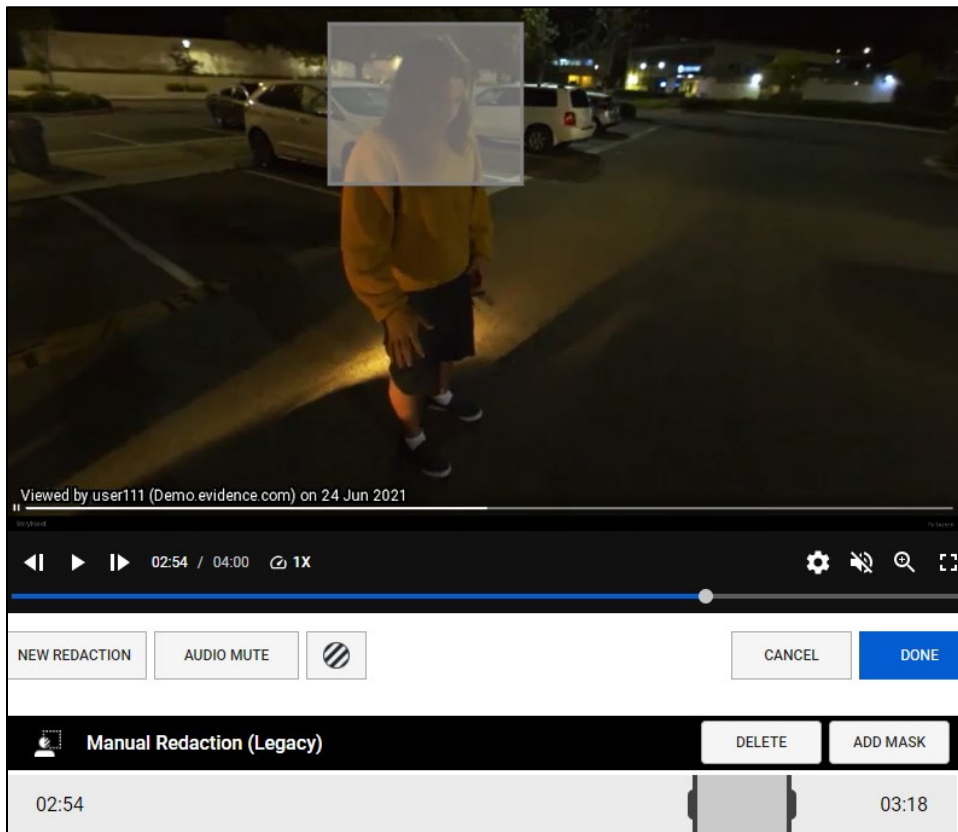 Viewed by user111 (Demo.evidence.com) on 24 Jun 2021
02:54 / 04:00 1X
NEW REDACTION AUDIO MUTE CANCEL DONE
Manual Redaction (Legacy) DELETE ADD MASK
02:54 03:18